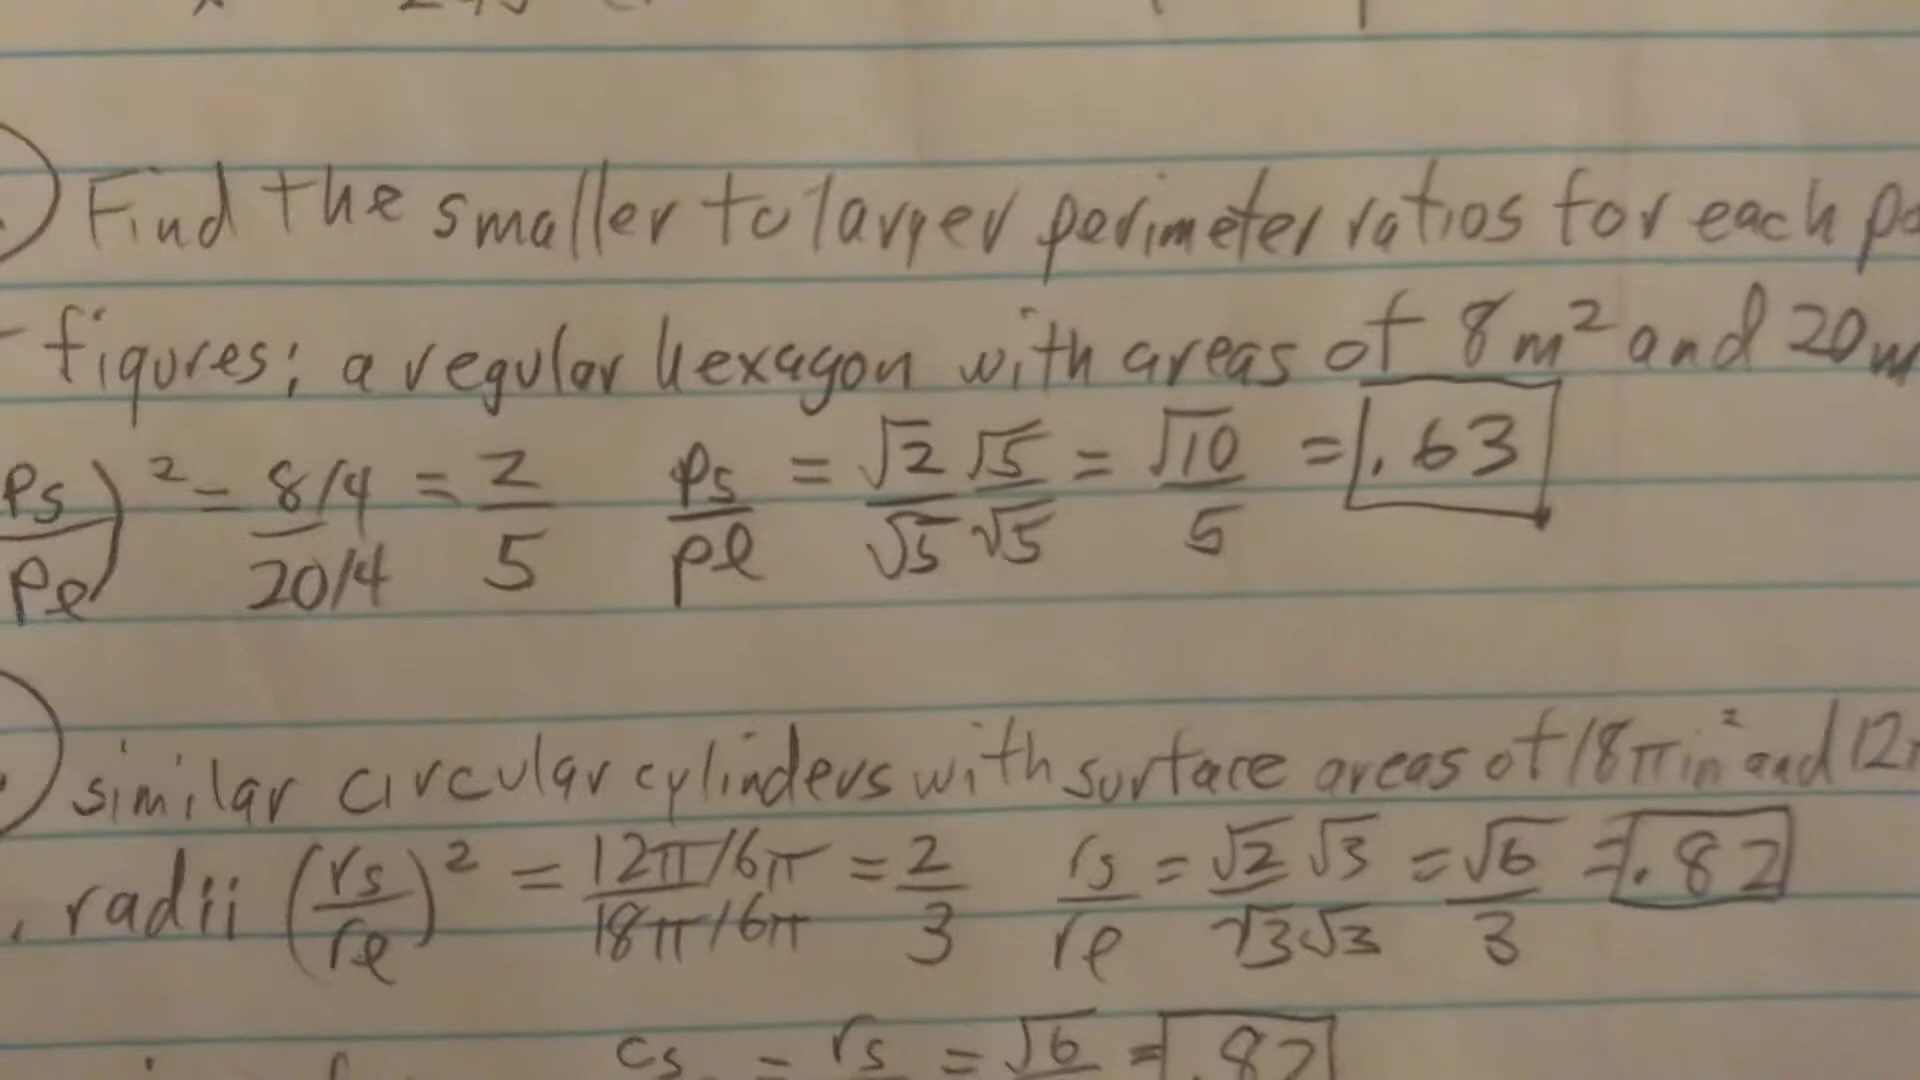 Find the smaller to larger perimeter ratios for each
figures; a regular hexagon with areas of 8m² and 20m
(Ps/Pl)² = (8/4)/(20/4) = 2/5   Ps/Pl = √2 √5/√5 √5 = √10/5 = .63
similar circular cylinders with surface areas of 18π in² and 12π
. radii (rs/rl)² = (12π/6π)/(18π/6π) = 2/3   rs/rl = √2 √3/√3 √3 = √6/3 = .82
cs = rs = √6 = .82